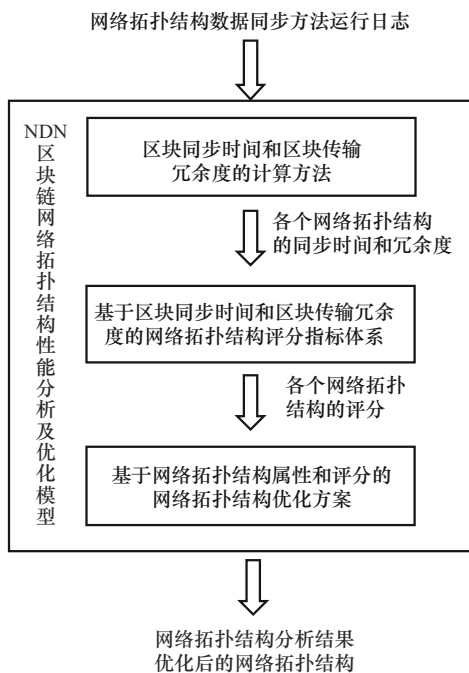 网络拓扑结构数据同步方法运行日志
NDN
区
块
链
网
络
拓
扑
结
构
性
能
分
析
及
优
化
模
型
区块同步时间和区块传输
冗余度的计算方法
各个网络拓扑结构
的同步时间和冗余度
基于区块同步时间和区块传输冗余
度的网络拓扑结构评分指标体系
各个网络拓扑
结构的评分
基于网络拓扑结构属性和评分的
网络拓扑结构优化方案
网络拓扑结构分析结果
优化后的网络拓扑结构